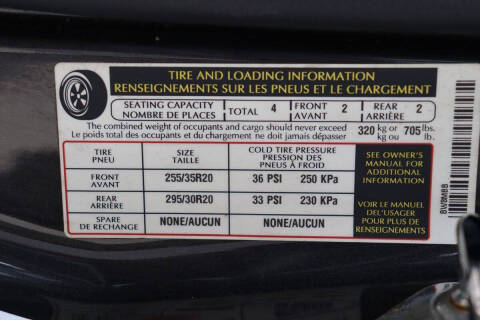 TIRE AND LOADING INFORMATION
RENSEIGNEMENTS SUR LES PNEUS ET LE CHARGEMENT
SEATING CAPACITY
NOMBRE DE PLACES
TOTAL 4
FRONT
AVANT 2
REAR
ARRIÈRE 2
The combined weight of occupants and cargo should never exceed
Le poids total des occupants et du chargement ne doit jamais dépasser
320 kg or
kg ou
705 lbs.
lb.
TIRE
PNEU
SIZE
TAILLE
COLD TIRE PRESSURE
PRESSION DES
PNEUS À FROID
FRONT
AVANT
255/35R20
36 PSI 250 KPa
REAR
ARRIÈRE
295/30R20
33 PSI 230 KPa
SPARE
DE RECHANGE
NONE/AUCUN
NONE/AUCUN
SEE OWNER'S
MANUAL FOR
ADDITIONAL
INFORMATION
VOIR LE MANUEL
DEL'USAGER
POUR PLUS DE
RENSEIGNEMENTS